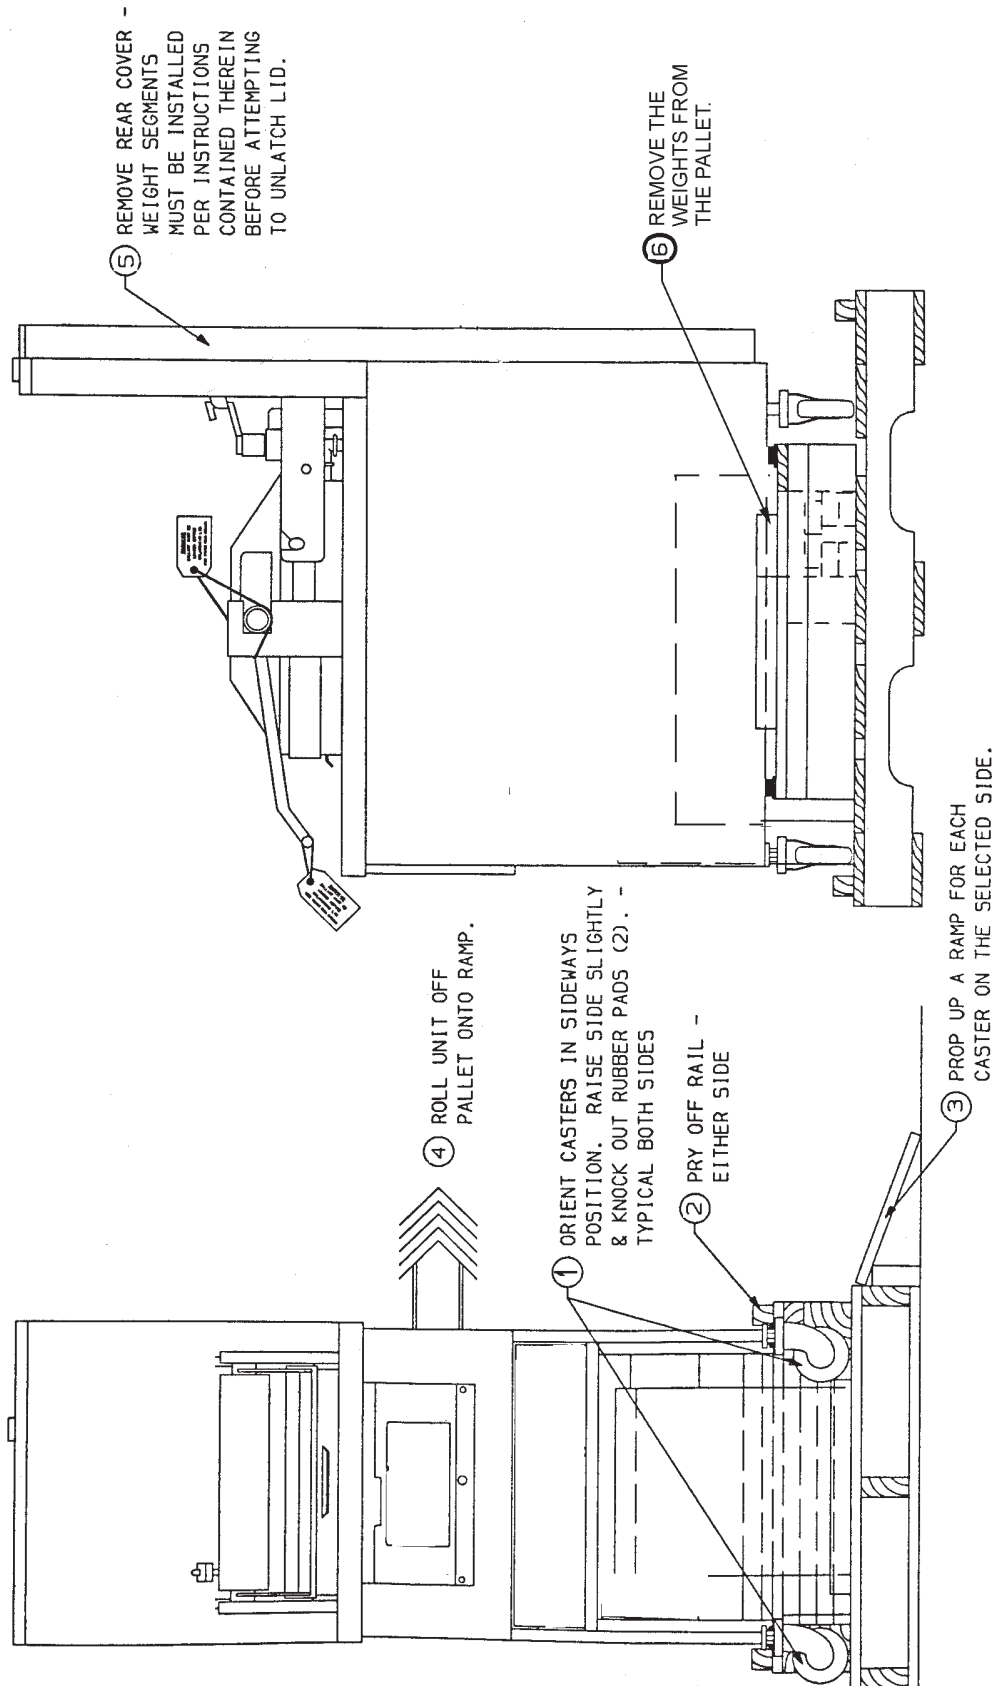 ⑤ REMOVE REAR COVER -
WEIGHT SEGMENTS
MUST BE INSTALLED
PER INSTRUCTIONS
CONTAINED THEREIN
BEFORE ATTEMPTING
TO UNLATCH LID.
⑥ REMOVE THE
WEIGHTS FROM
THE PALLET.
④ ROLL UNIT OFF
PALLET ONTO RAMP.
① ORIENT CASTERS IN SIDEWAYS
POSITION. RAISE SIDE SLIGHTLY
& KNOCK OUT RUBBER PADS (2). -
TYPICAL BOTH SIDES
② PRY OFF RAIL -
EITHER SIDE
③ PROP UP A RAMP FOR EACH
CASTER ON THE SELECTED SIDE.